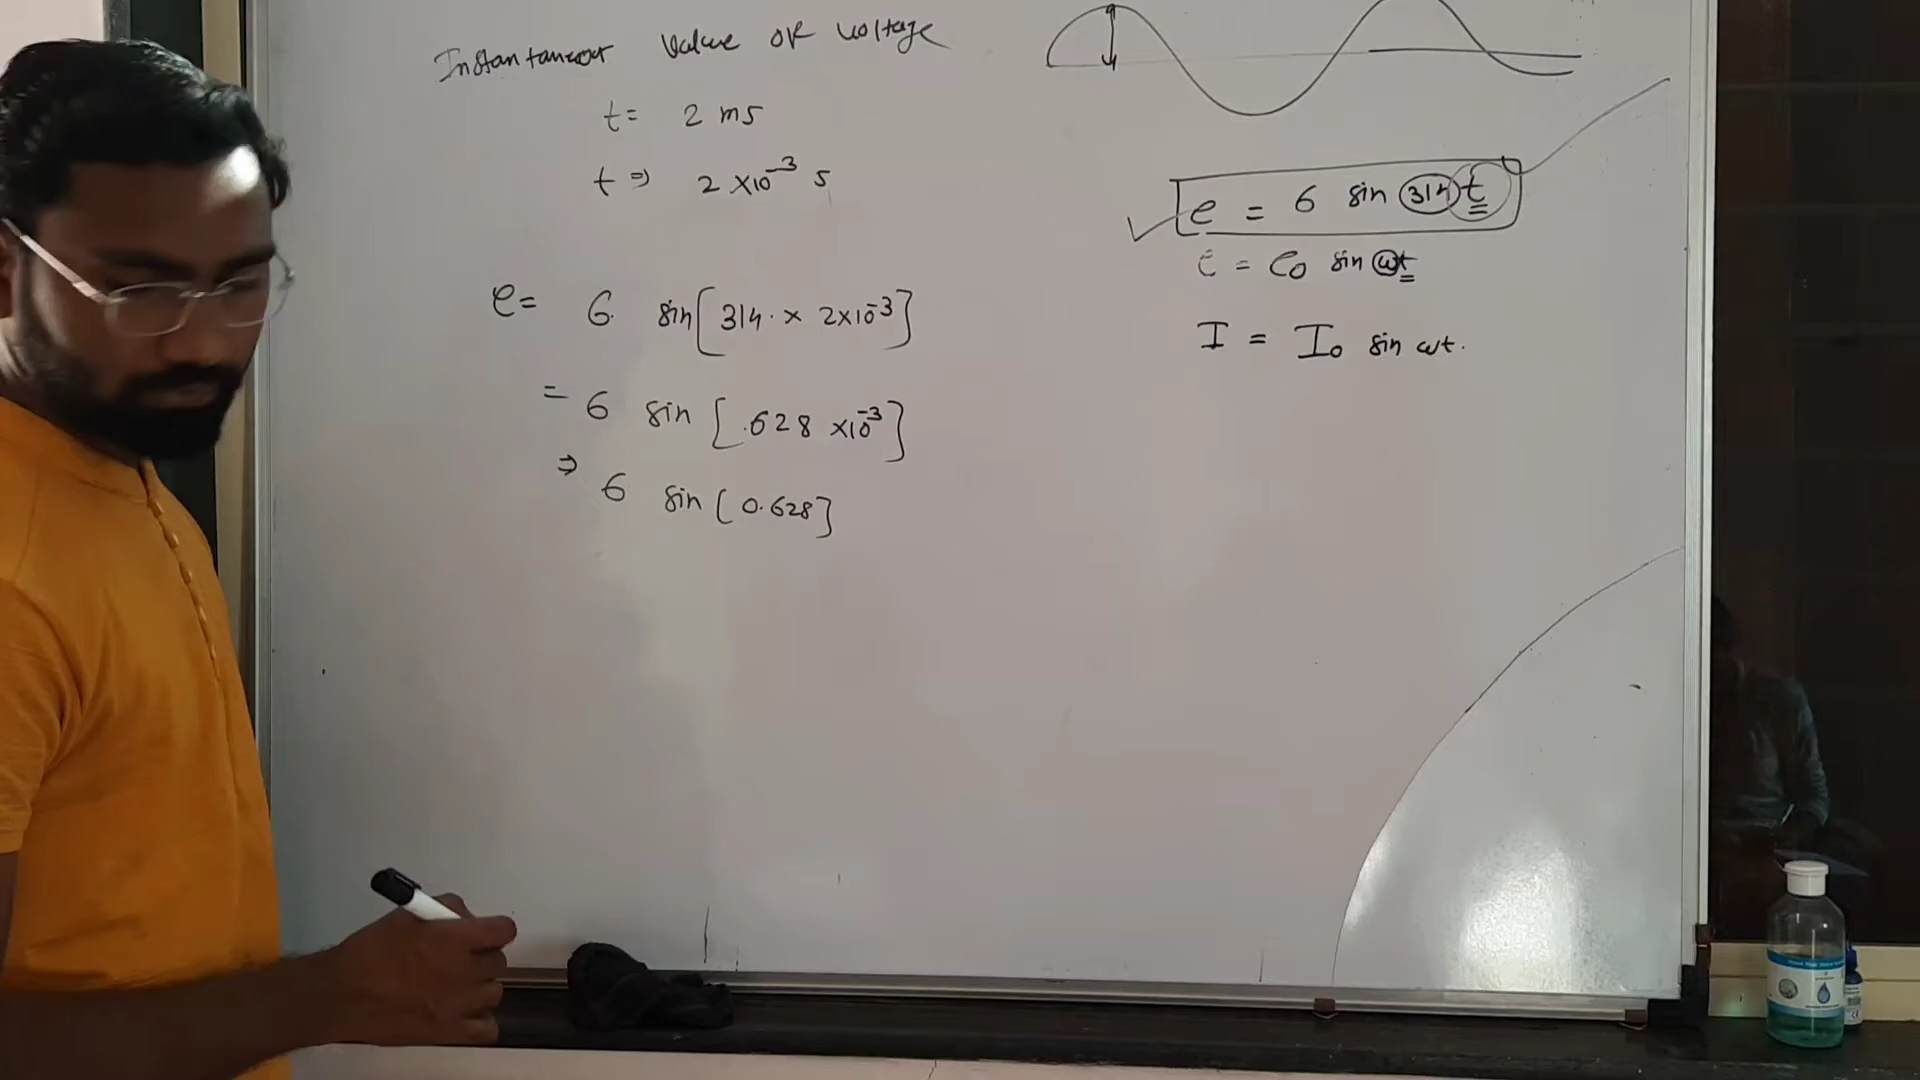 Instantaneour Value of voltage
t= 2 ms
t ⇒ 2 ×10⁻³ s
e= 6 sin[314 × 2×10⁻³]
= 6 sin [.628 ×10⁻³]
⇒ 6 sin [0.628]
e = 6 sin 314 t
e = e₀ sin ωt
I = I₀ sin ωt.